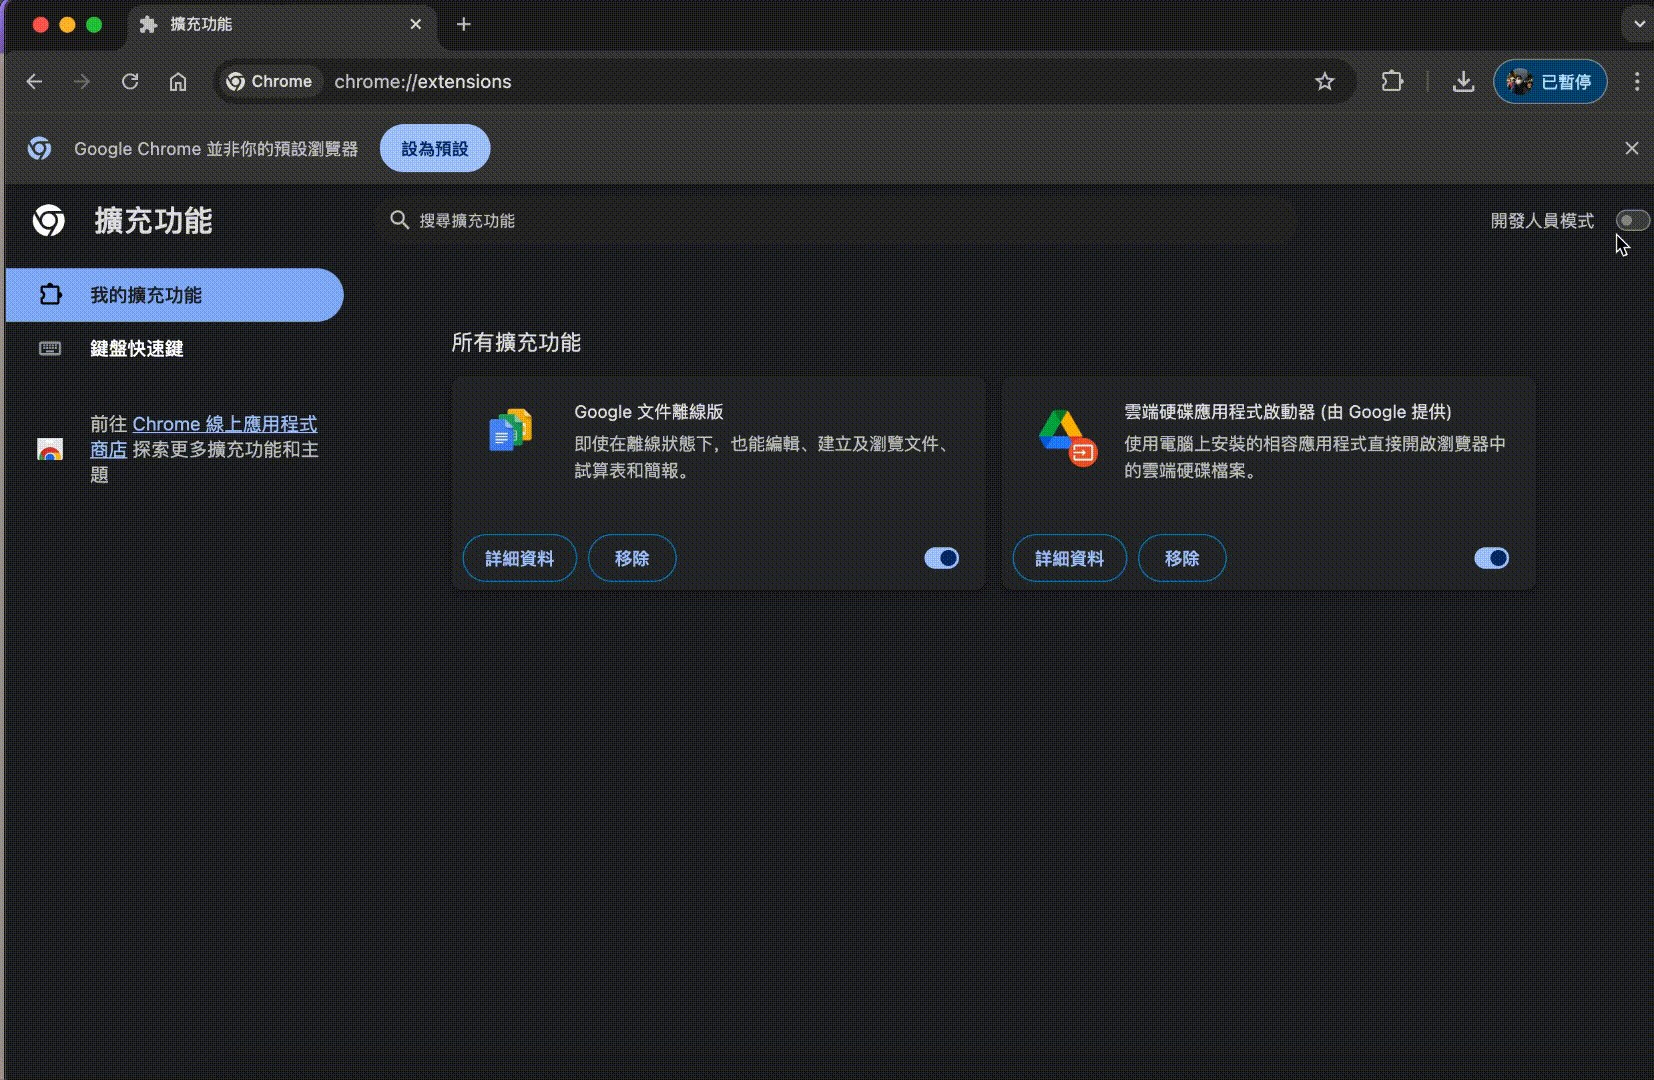 擴充功能
Chrome
chrome://extensions
已暫停
Google Chrome 並非你的預設瀏覽器
設為預設
擴充功能
搜尋擴充功能
開發人員模式
我的擴充功能
鍵盤快速鍵
前往 Chrome 線上應用程式
商店 探索更多擴充功能和主
題
所有擴充功能
Google 文件離線版
即使在離線狀態下，也能編輯、建立及瀏覽文件、
試算表和簡報。
詳細資料
移除
雲端硬碟應用程式啟動器 (由 Google 提供)
使用電腦上安裝的相容應用程式直接開啟瀏覽器中
的雲端硬碟檔案。
詳細資料
移除